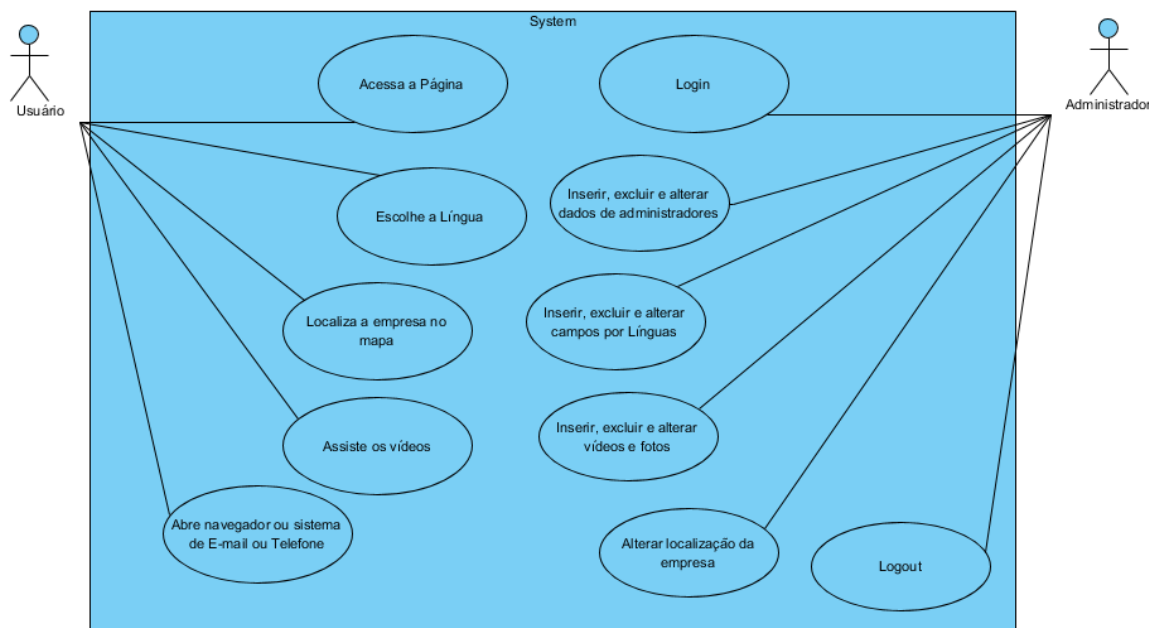 System
Usuário
Administrador
Acessa a Página
Login
Escolhe a Língua
Inserir, excluir e alterar
dados de administradores
Localiza a empresa no
mapa
Inserir, excluir e alterar
campos por Línguas
Assiste os vídeos
Inserir, excluir e alterar
vídeos e fotos
Abre navegador ou sistema
de E-mail ou Telefone
Alterar localização da
empresa
Logout